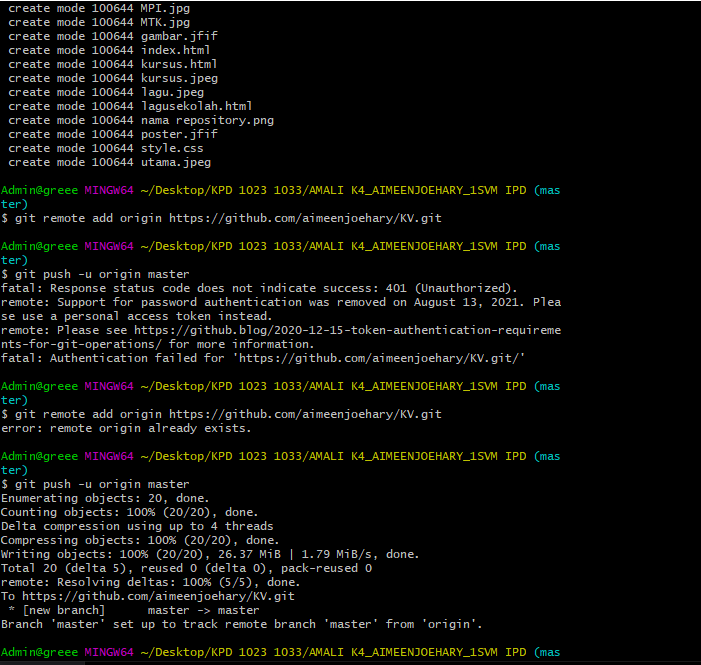 create mode 100644 MPI.jpg
create mode 100644 MTK.jpg
create mode 100644 gambar.jfif
create mode 100644 index.html
create mode 100644 kursus.html
create mode 100644 kursus.jpeg
create mode 100644 lagu.jpeg
create mode 100644 lagusekolah.html
create mode 100644 nama repository.png
create mode 100644 poster.jfif
create mode 100644 style.css
create mode 100644 utama.jpeg
Admin@greee MINGW64 ~/Desktop/KPD 1023 1033/AMALI K4_AIMEENJOEHARY_1SVM IPD (mas
ter)
$ git remote add origin https://github.com/aimeenjoehary/KV.git
Admin@greee MINGW64 ~/Desktop/KPD 1023 1033/AMALI K4_AIMEENJOEHARY_1SVM IPD (mas
ter)
$ git push -u origin master
fatal: Response status code does not indicate success: 401 (Unauthorized).
remote: Support for password authentication was removed on August 13, 2021. Plea
se use a personal access token instead.
remote: Please see https://github.blog/2020-12-15-token-authentication-requireme
nts-for-git-operations/ for more information.
fatal: Authentication failed for 'https://github.com/aimeenjoehary/KV.git/'
Admin@greee MINGW64 ~/Desktop/KPD 1023 1033/AMALI K4_AIMEENJOEHARY_1SVM IPD (mas
ter)
$ git remote add origin https://github.com/aimeenjoehary/KV.git
error: remote origin already exists.
Admin@greee MINGW64 ~/Desktop/KPD 1023 1033/AMALI K4_AIMEENJOEHARY_1SVM IPD (mas
ter)
$ git push -u origin master
Enumerating objects: 20, done.
Counting objects: 100% (20/20), done.
Delta compression using up to 4 threads
Compressing objects: 100% (20/20), done.
Writing objects: 100% (20/20), 26.37 MiB | 1.79 MiB/s, done.
Total 20 (delta 5), reused 0 (delta 0), pack-reused 0
remote: Resolving deltas: 100% (5/5), done.
To https://github.com/aimeenjoehary/KV.git
 * [new branch]      master -> master
Branch 'master' set up to track remote branch 'master' from 'origin'.
Admin@greee MINGW64 ~/Desktop/KPD 1023 1033/AMALI K4_AIMEENJOEHARY_1SVM IPD (mas